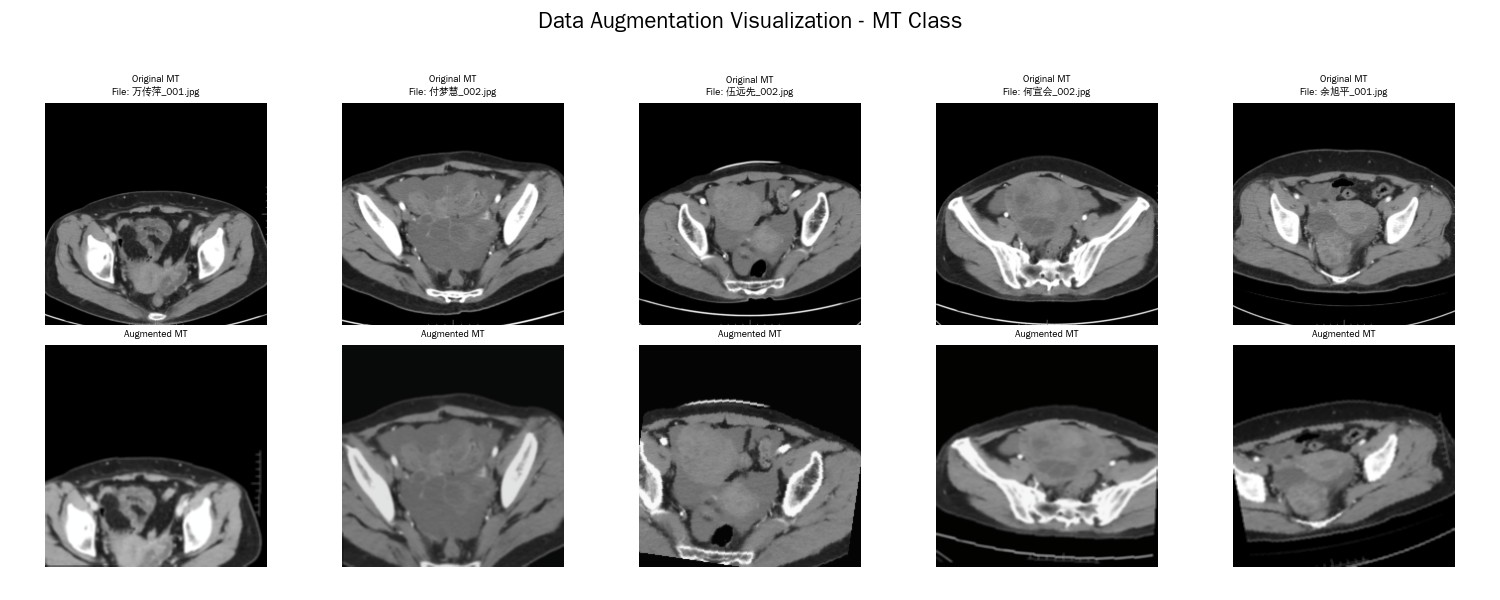 Data Augmentation Visualization - MT Class
Original MT
File: 万传萍_001.jpg
Original MT
File: 付梦慧_002.jpg
Original MT
File: 伍远先_002.jpg
Original MT
File: 何宣会_002.jpg
Original MT
File: 余旭平_001.jpg
Augmented MT
Augmented MT
Augmented MT
Augmented MT
Augmented MT